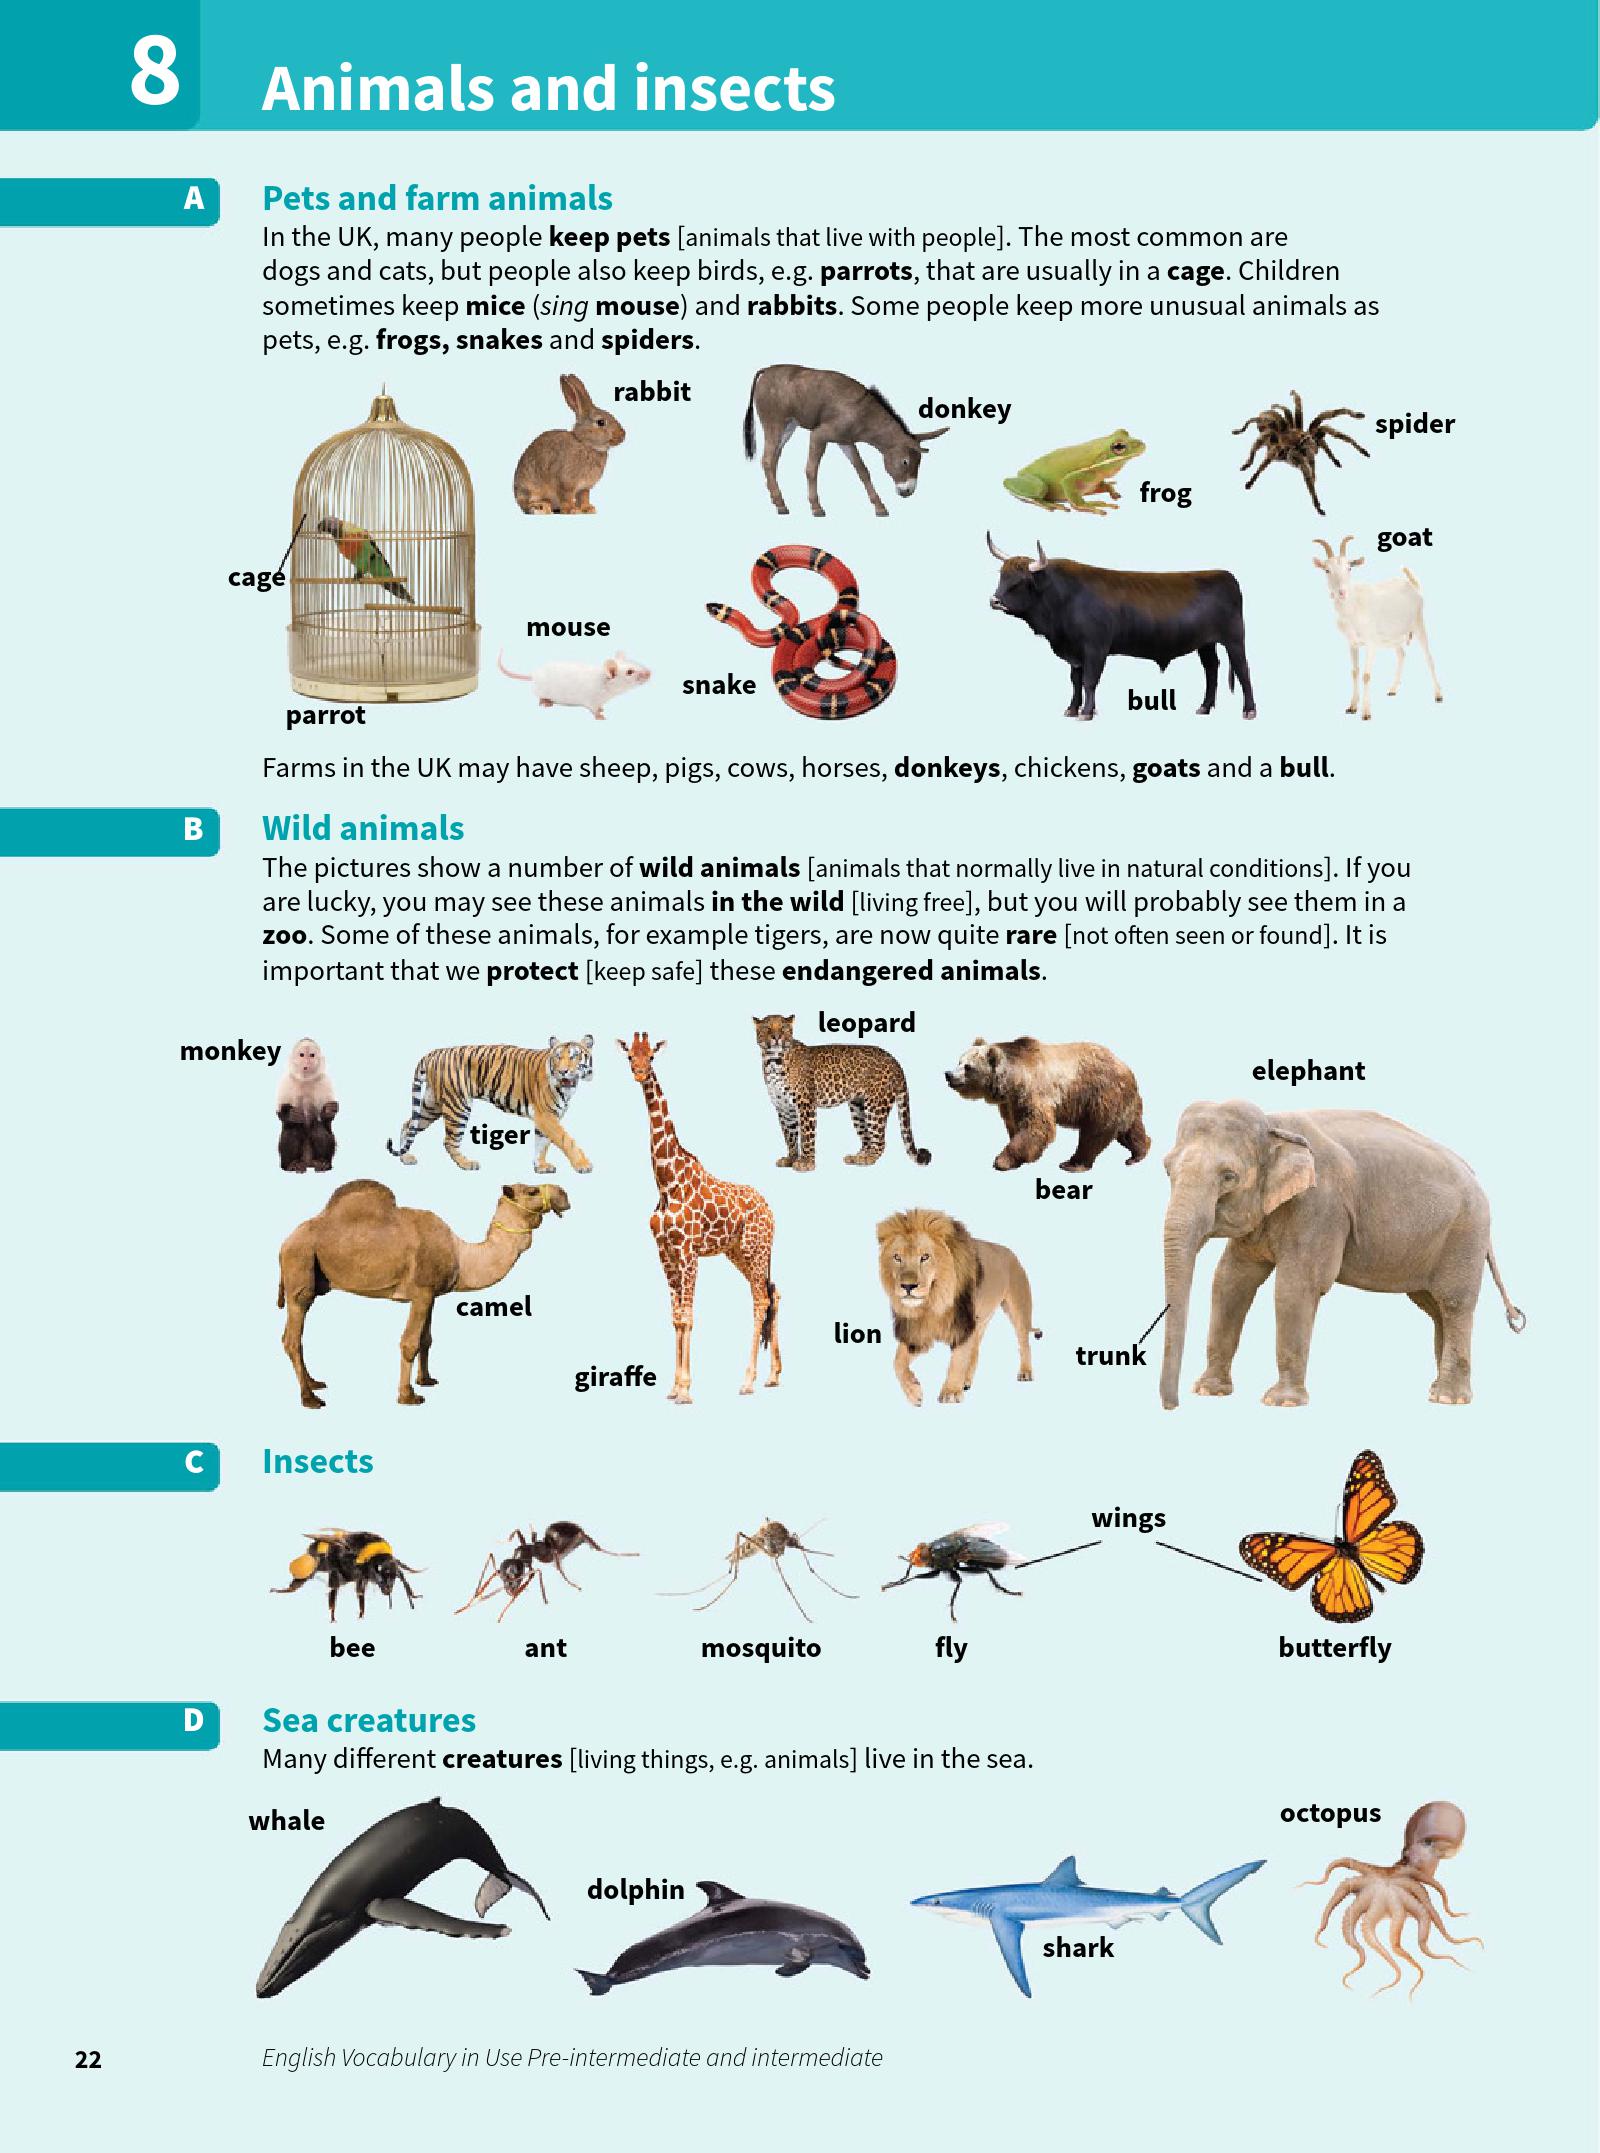 8
Animals and insects
A
Pets and farm animals
In the UK, many people keep pets [animals that live with people]. The most common are
dogs and cats, but people also keep birds, e.g. parrots, that are usually in a cage. Children
sometimes keep mice (sing mouse) and rabbits. Some people keep more unusual animals as
pets, e.g. frogs, snakes and spiders.
rabbit
donkey
spider
frog
goat
cage
mouse
snake
bull
parrot
Farms in the UK may have sheep, pigs, cows, horses, donkeys, chickens, goats and a bull.
B
Wild animals
The pictures show a number of wild animals [animals that normally live in natural conditions]. If you
are lucky, you may see these animals in the wild [living free], but you will probably see them in a
zoo. Some of these animals, for example tigers, are now quite rare [not often seen or found]. It is
important that we protect [keep safe] these endangered animals.
leopard
monkey
elephant
tiger
bear
camel
lion
trunk
giraffe
C
Insects
wings
bee
ant
mosquito
fly
butterfly
D
Sea creatures
Many different creatures [living things, e.g. animals] live in the sea.
whale
octopus
dolphin
shark
22
English Vocabulary in Use Pre-intermediate and intermediate